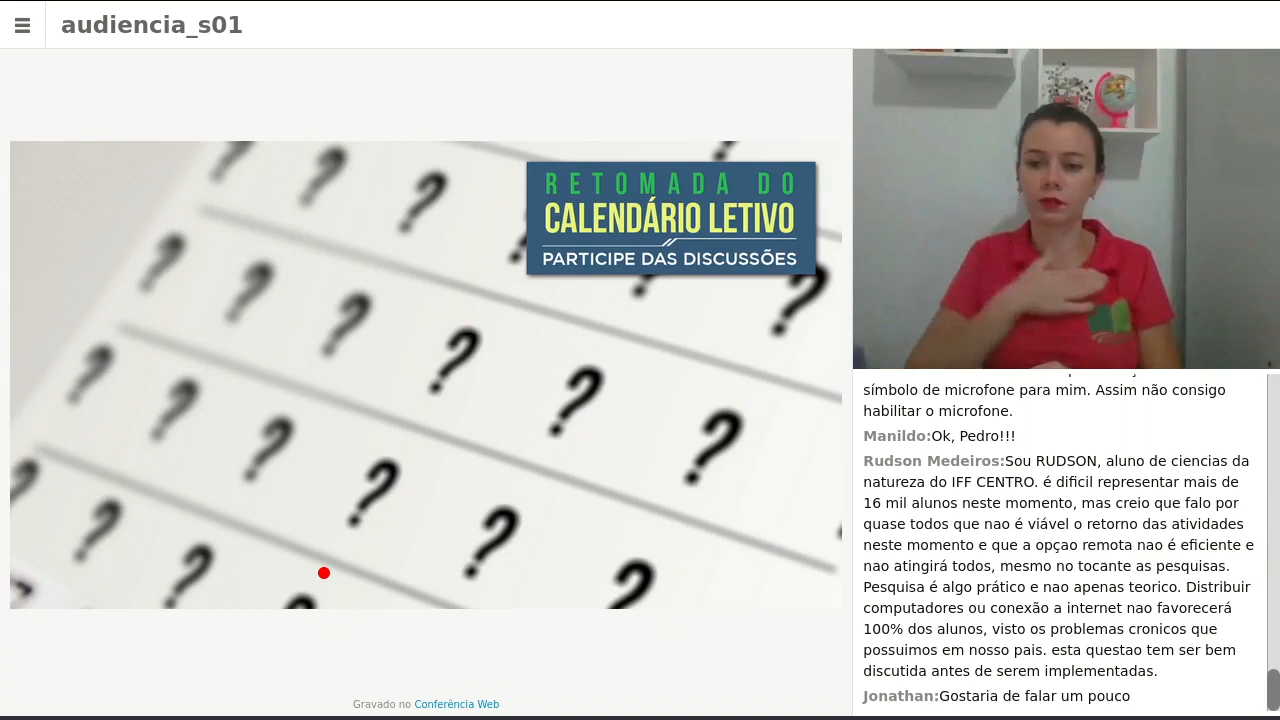 audiencia_s01
RETOMADA DO
CALENDÁRIO LETIVO
PARTICIPE DAS DISCUSSÕES
? ? ? ? ? ? ? ? ? ? ? ? ? ? ? ? ? ? ? ? ? ? ? ?
símbolo de microfone para mim. Assim não consigo
habilitar o microfone.
Manildo:Ok, Pedro!!!
Rudson Medeiros:Sou RUDSON, aluno de ciencias da
natureza do IFF CENTRO. é dificil representar mais de
16 mil alunos neste momento, mas creio que falo por
quase todos que nao é viável o retorno das atividades
neste momento e que a opçao remota nao é eficiente e
nao atingirá todos, mesmo no tocante as pesquisas.
Pesquisa é algo prático e nao apenas teorico. Distribuir
computadores ou conexão a internet nao favorecerá
100% dos alunos, visto os problemas cronicos que
possuimos em nosso pais. esta questao tem ser bem
discutida antes de serem implementadas.
Jonathan:Gostaria de falar um pouco
Gravado no Conferência Web